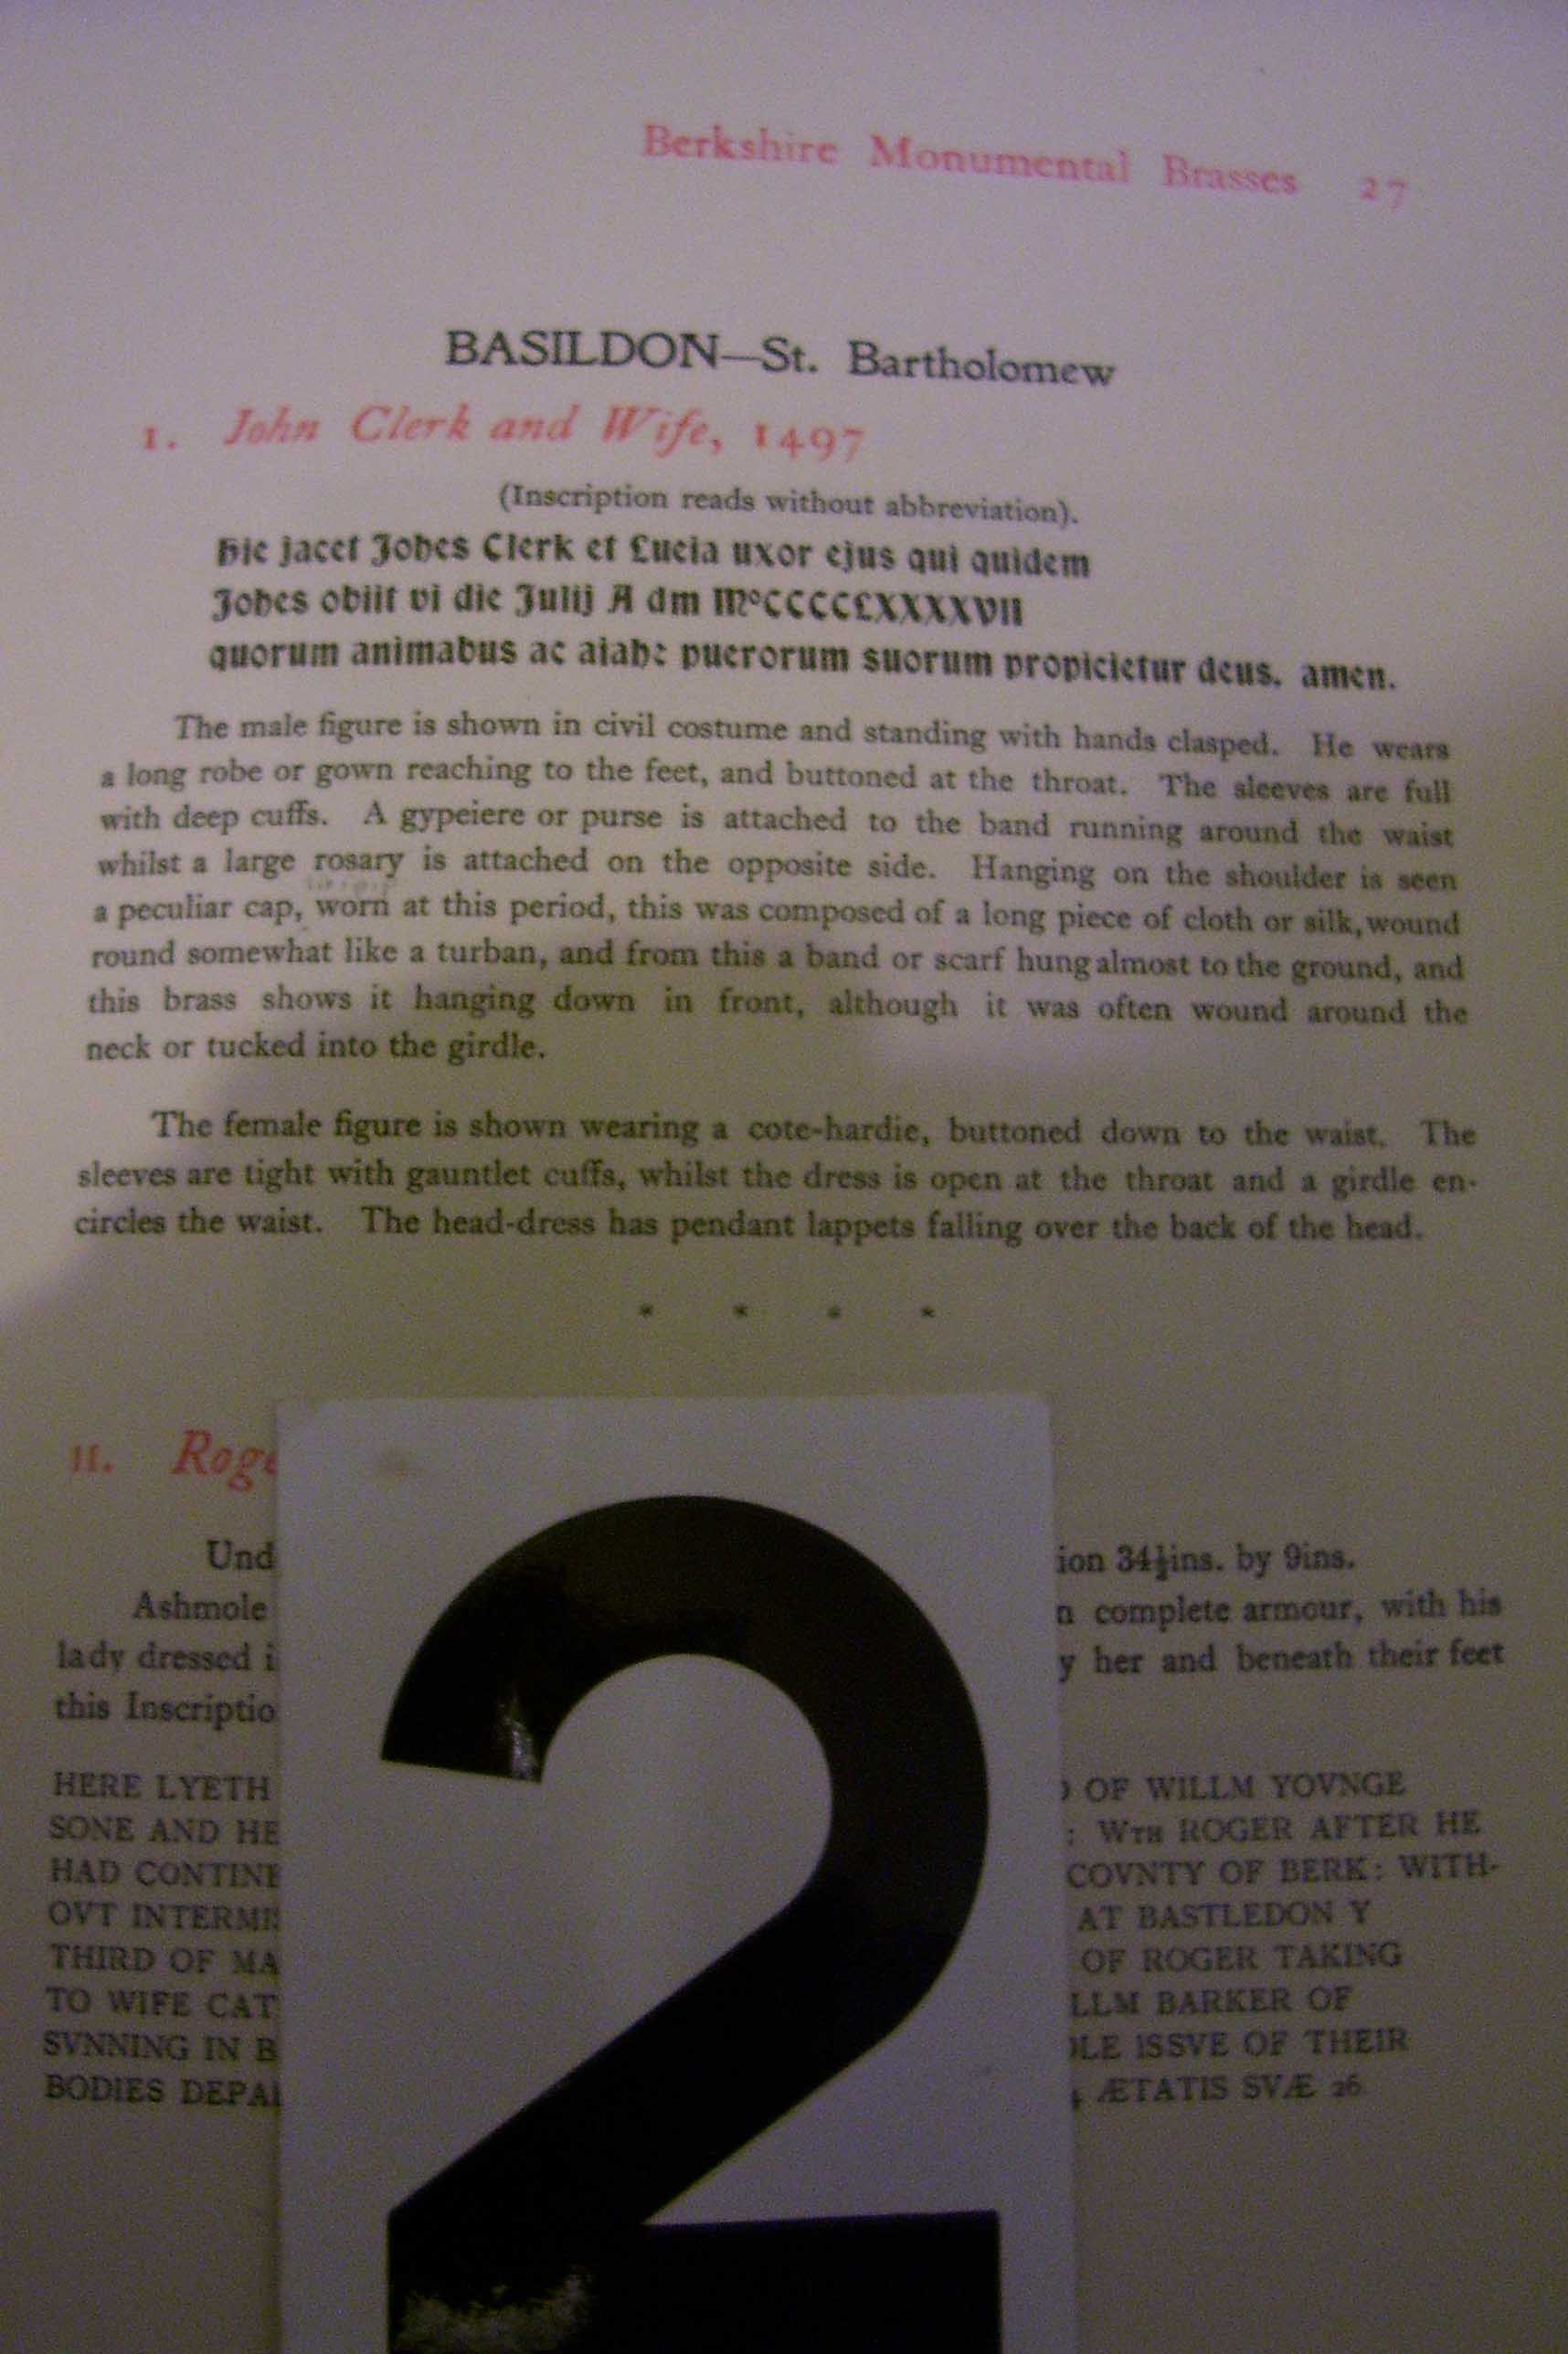 Berkshire Monumental Brasses 27
BASILDON—St. Bartholomew
I. John Clerk and Wife, 1497
(Inscription reads without abbreviation).
Hic jacet Johes Clerk et Lucia uxor ejus qui quidem
Johes obiit vi die Julij A dm MºCCCCCLXXXXVII
quorum animabus ac aiab: puerorum suorum propicietur deus. amen.
The male figure is shown in civil costume and standing with hands clasped. He wears
a long robe or gown reaching to the feet, and buttoned at the throat. The sleeves are full
with deep cuffs. A gypeiere or purse is attached to the band running around the waist
whilst a large rosary is attached on the opposite side. Hanging on the shoulder is seen
a peculiar cap, worn at this period, this was composed of a long piece of cloth or silk, wound
round somewhat like a turban, and from this a band or scarf hung almost to the ground, and
this brass shows it hanging down in front, although it was often wound around the
neck or tucked into the girdle.
The female figure is shown wearing a cote-hardie, buttoned down to the waist. The
sleeves are tight with gauntlet cuffs, whilst the dress is open at the throat and a girdle en-
circles the waist. The head-dress has pendant lappets falling over the back of the head.
* * * *
II. Roge
Und ion 34½ins. by 9ins.
Ashmole n complete armour, with his
lady dressed i y her and beneath their feet
this Inscriptio
HERE LYETH OF WILLM YOVNGE
SONE AND HE : WTH ROGER AFTER HE
HAD CONTINE COVNTY OF BERK: WITH-
OVT INTERMI AT BASTLEDON Y
THIRD OF MA OF ROGER TAKING
TO WIFE CAT LLM BARKER OF
SVNNING IN B LE ISSVE OF THEIR
BODIES DEPA ÆTATIS SVÆ 26
2